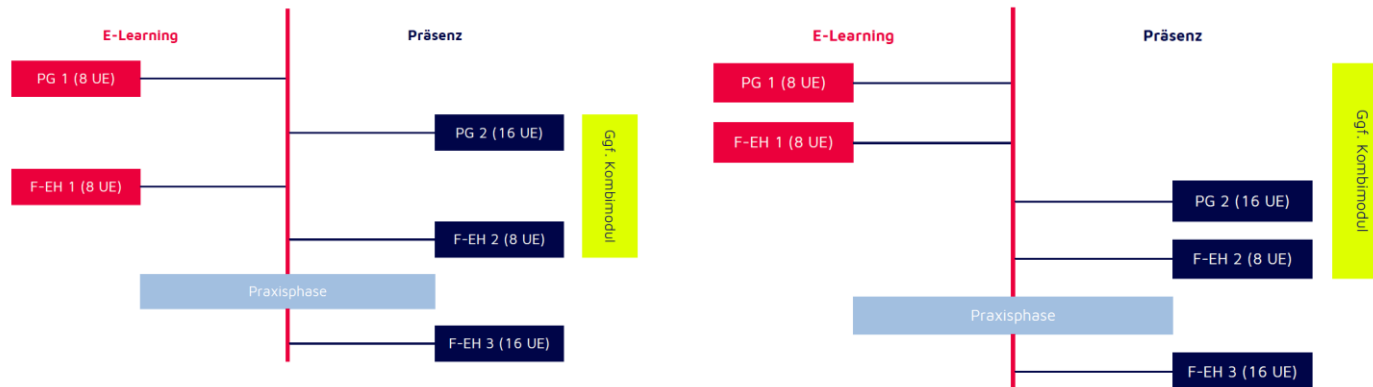 E-Learning
Präsenz
PG 1 (8 UE)
PG 2 (16 UE)
F-EH 1 (8 UE)
F-EH 2 (8 UE)
Ggf. Kombimodul
Praxisphase
F-EH 3 (16 UE)
E-Learning
Präsenz
PG 1 (8 UE)
F-EH 1 (8 UE)
PG 2 (16 UE)
F-EH 2 (8 UE)
Ggf. Kombimodul
Praxisphase
F-EH 3 (16 UE)